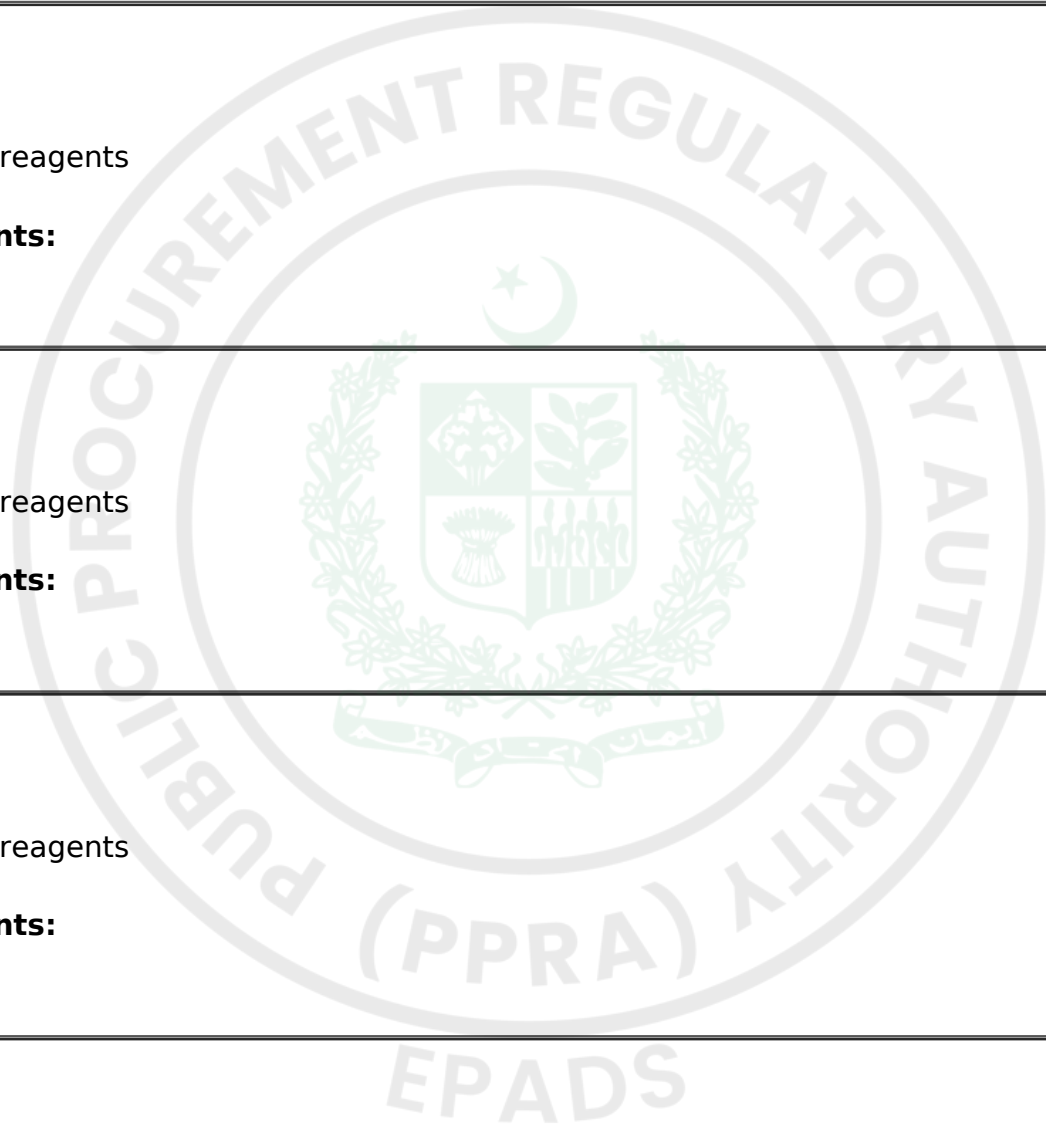 reagents
nts:
reagents
nts:
reagents
nts:
PUBLIC PROCUREMENT REGULATORY AUTHORITY
(PPRA)
EPADS